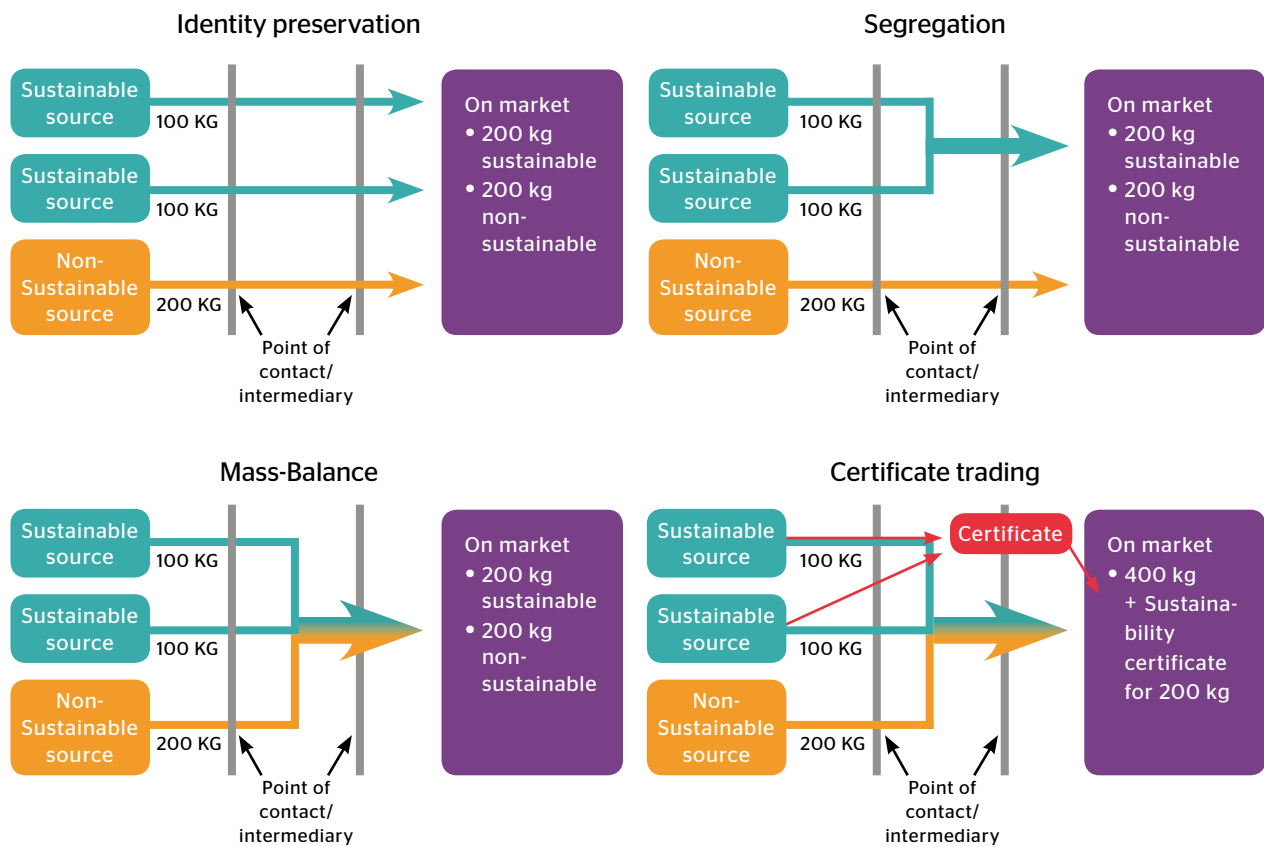 Identity preservation
Sustainable
source
100 KG
Sustainable
source
100 KG
Non-
Sustainable
source
200 KG
Point of
contact/
intermediary
On market
• 200 kg
sustainable
• 200 kg
non-
sustainable
Segregation
Sustainable
source
100 KG
Sustainable
source
100 KG
Non-
Sustainable
source
200 KG
Point of
contact/
intermediary
On market
• 200 kg
sustainable
• 200 kg
non-
sustainable
Mass-Balance
Sustainable
source
100 KG
Sustainable
source
100 KG
Non-
Sustainable
source
200 KG
Point of
contact/
intermediary
On market
• 200 kg
sustainable
• 200 kg
non-
sustainable
Certificate trading
Sustainable
source
100 KG
Sustainable
source
100 KG
Non-
Sustainable
source
200 KG
Point of
contact/
intermediary
Certificate
On market
• 400 kg
+ Sustaina-
bility
certificate
for 200 kg